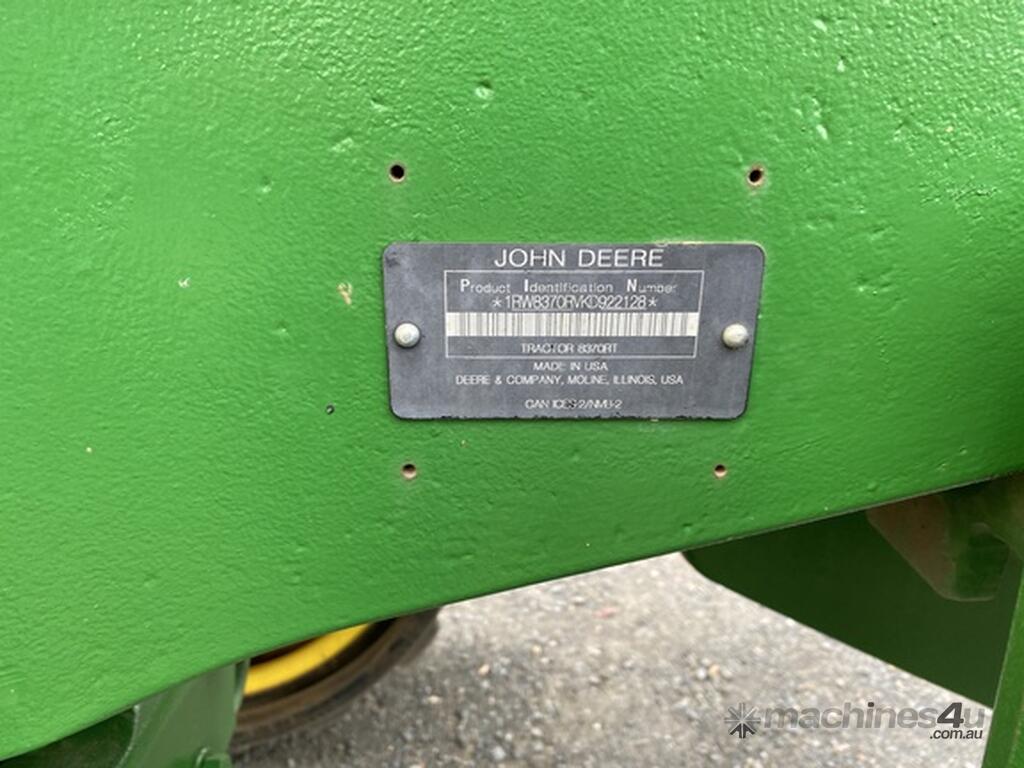 JOHN DEERE
Product Identification Number
*1RW8370RVKD922128*
TRACTOR 8370RT
MADE IN USA
DEERE & COMPANY, MOLINE, ILLINOIS, USA
CAN ICES-2/NMB-2
machines4u
.com.au